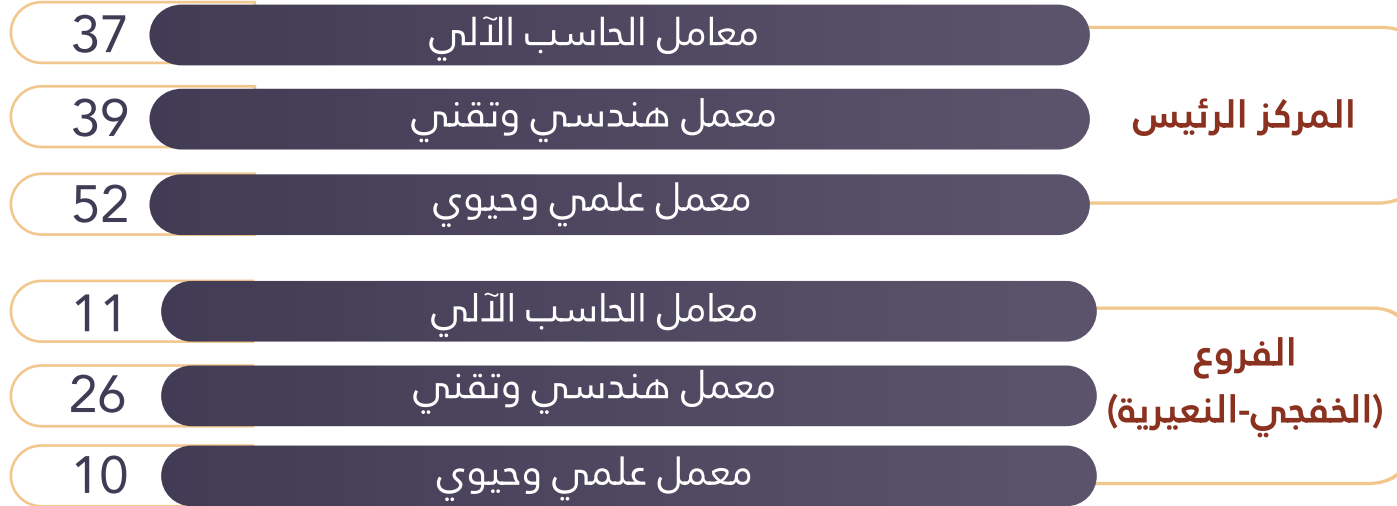 المركز الرئيس
معامل الحاسب الآلي 37
معمل هندسي وتقني 39
معمل علمي وحيوي 52
الفروع
(الخفجي-النعيرية)
معامل الحاسب الآلي 11
معمل هندسي وتقني 26
معمل علمي وحيوي 10